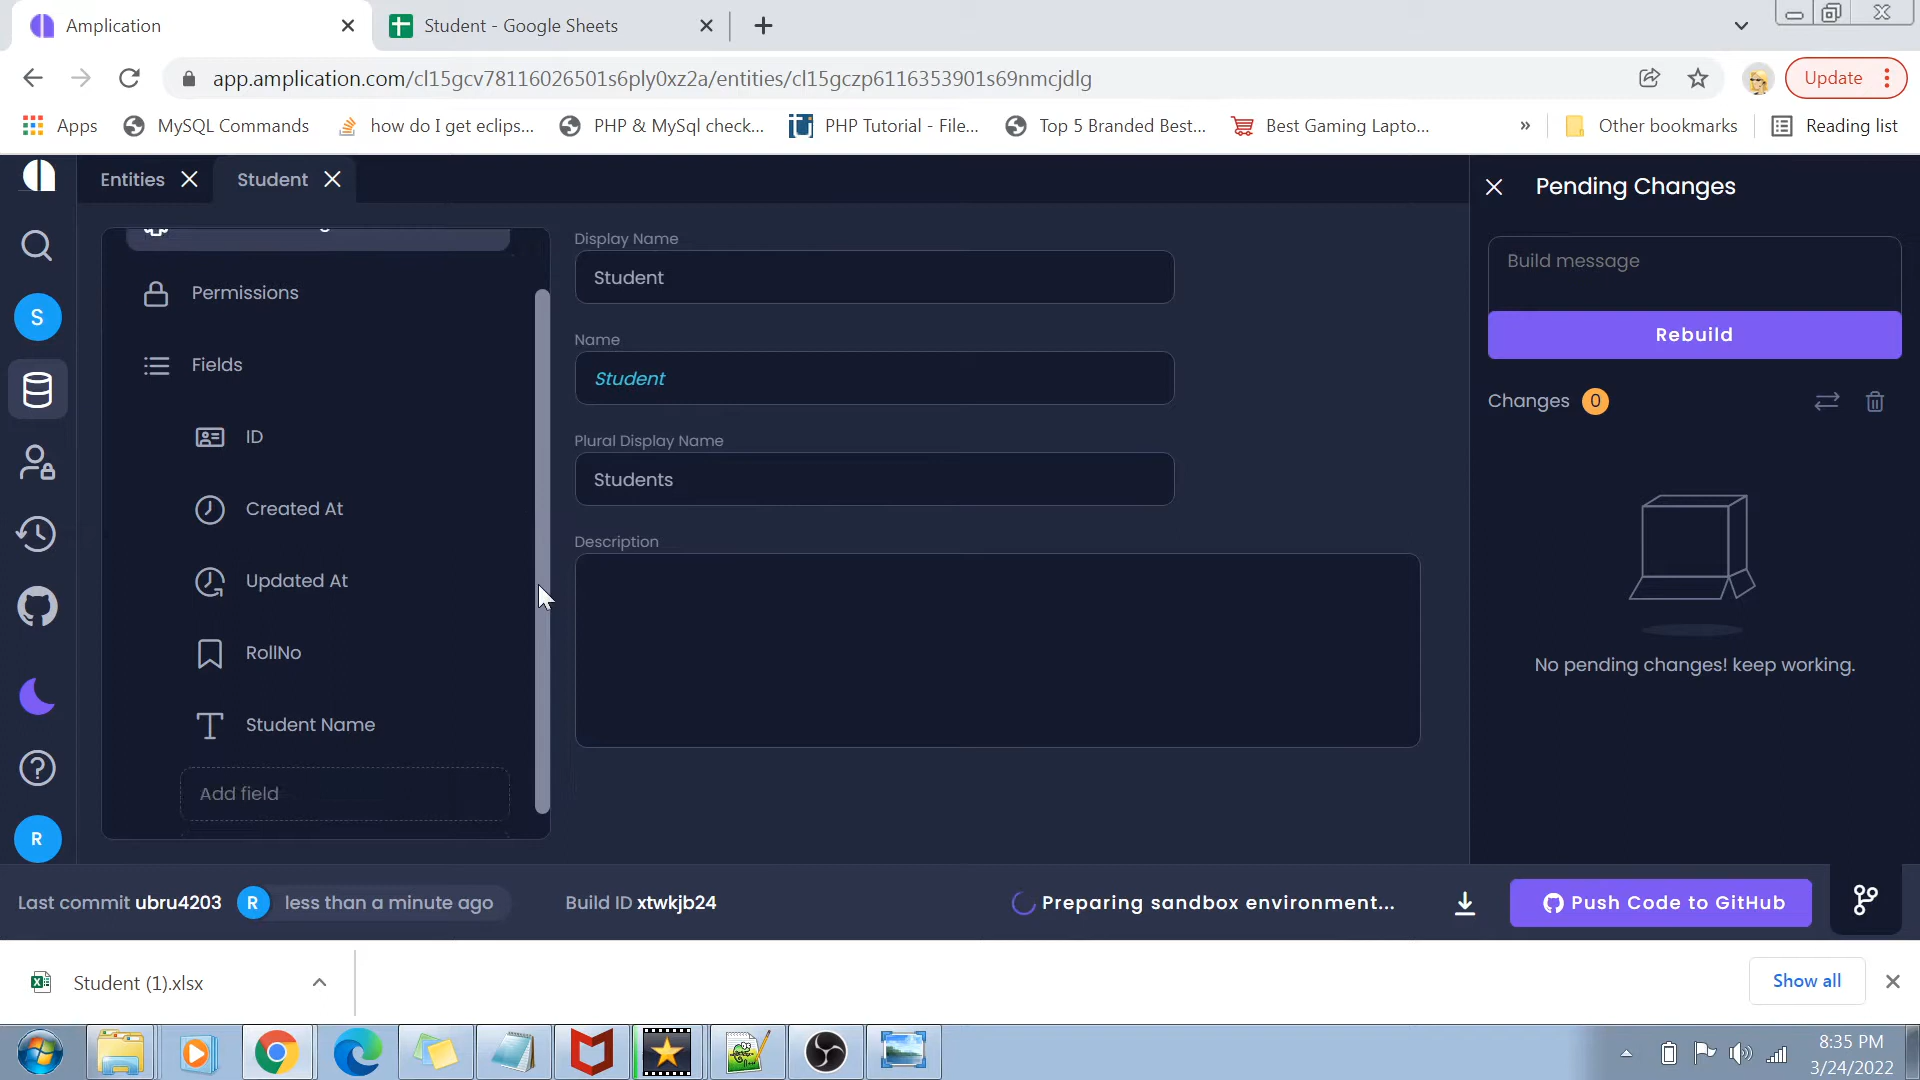 Amplication
Student - Google Sheets
app.amplication.com/cl15gcv78116026501s6ply0xz2a/entities/cl15gczp6116353901s69nmcjdlg
Update
Apps
MySQL Commands
how do I get eclips...
PHP & MySql check...
PHP Tutorial - File...
Top 5 Branded Best...
Best Gaming Lapto...
»
Other bookmarks
Reading list
Entities
Student
Pending Changes
S
R
Permissions
Fields
ID
Created At
Updated At
RollNo
Student Name
Add field
Display Name
Student
Name
Student
Plural Display Name
Students
Description
Build message
Rebuild
Changes 0
No pending changes! keep working.
Last commit ubru4203 R less than a minute ago
Build ID xtwkjb24
Preparing sandbox environment...
Push Code to GitHub
Student (1).xlsx
Show all
8:35 PM
3/24/2022